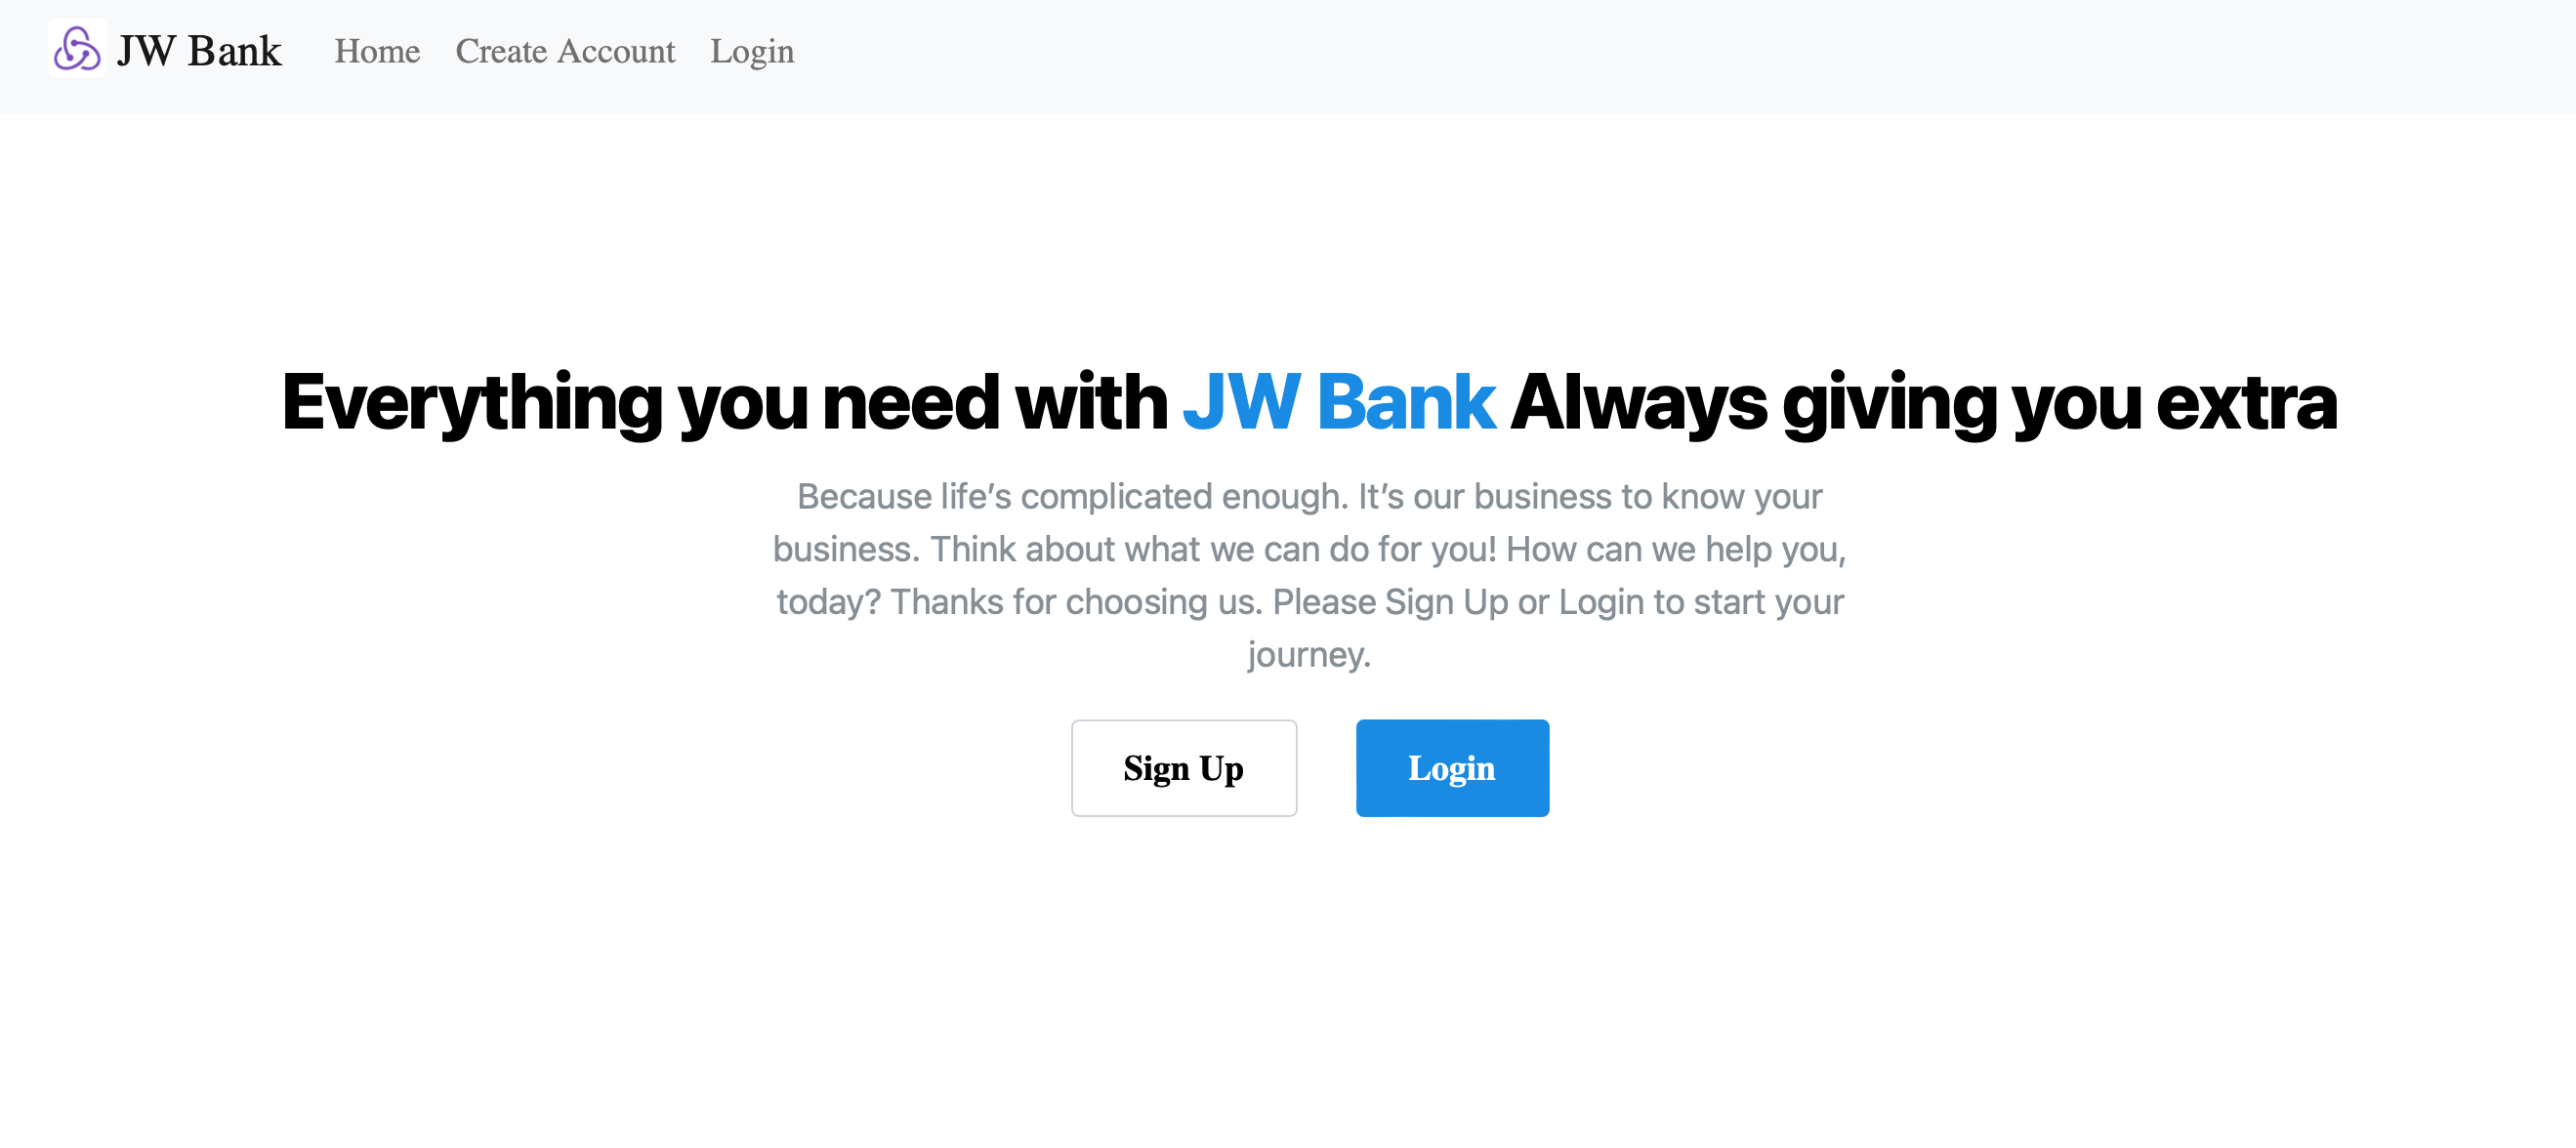 JW Bank Home Create Account Login
Everything you need with JW Bank Always giving you extra
Because life’s complicated enough. It’s our business to know your
business. Think about what we can do for you! How can we help you,
today? Thanks for choosing us. Please Sign Up or Login to start your
journey.
Sign Up Login